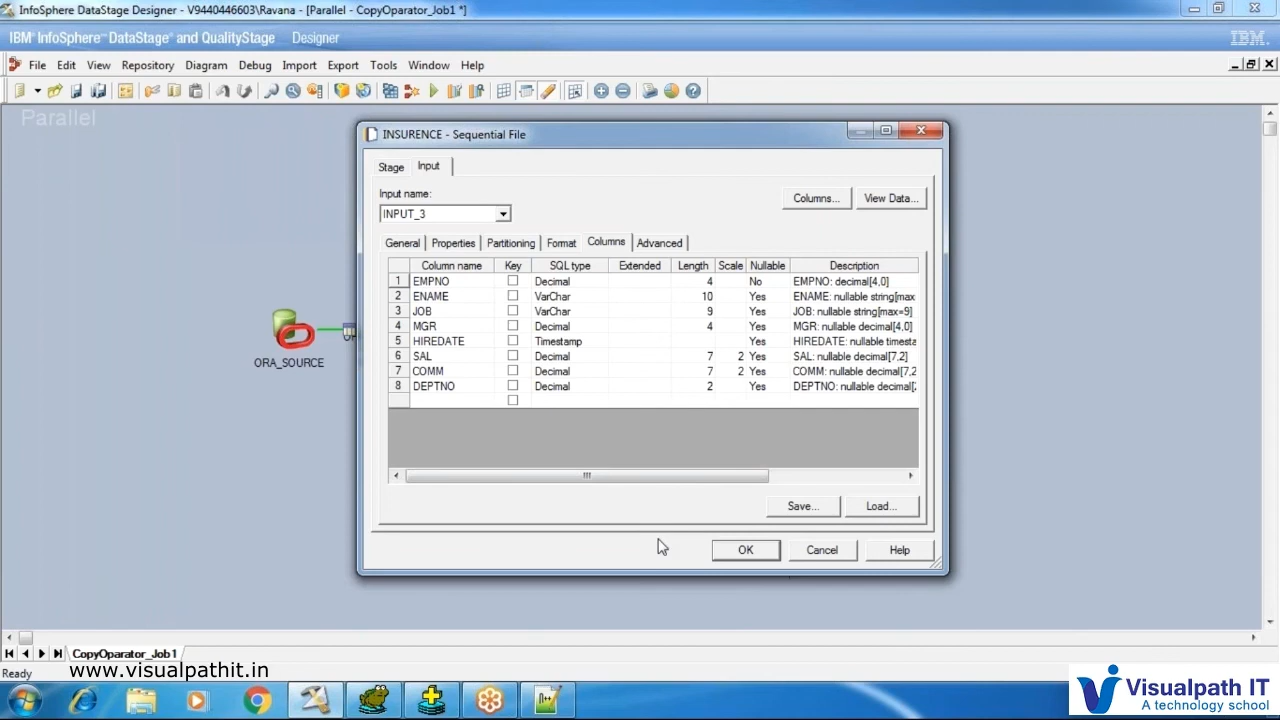 InfoSphere DataStage Designer - V9440446603\Ravana - [Parallel - CopyOparator_Job1 *]
IBM® InfoSphere™ DataStage® and QualityStage Designer
IBM.
File Edit View Repository Diagram Debug Import Export Tools Window Help
Parallel
INSURENCE - Sequential File
Stage Input
Input name:
INPUT_3
Columns... View Data...
General Properties Partitioning Format Columns Advanced
Column name Key SQL type Extended Length Scale Nullable Description
1 EMPNO Decimal 4 No EMPNO: decimal[4,0]
2 ENAME VarChar 10 Yes ENAME: nullable string[max
3 JOB VarChar 9 Yes JOB: nullable string[max=9]
4 MGR Decimal 4 Yes MGR: nullable decimal[4,0]
5 HIREDATE Timestamp Yes HIREDATE: nullable timesta
6 SAL Decimal 7 2 Yes SAL: nullable decimal[7,2]
7 COMM Decimal 7 2 Yes COMM: nullable decimal[7,2
8 DEPTNO Decimal 2 Yes DEPTNO: nullable decimal[2
ORA_SOURCE
Save... Load...
OK Cancel Help
CopyOparator_Job1
www.visualpathit.in
Ready
Visualpath IT
A technology school